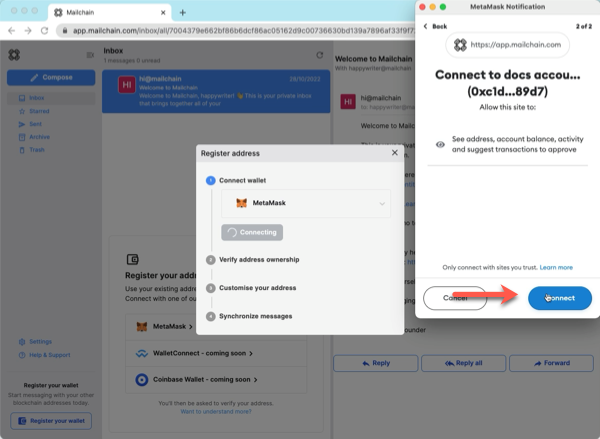 Mailchain
app.mailchain.com/inbox/all/7004379e662bf86b6dcf86ac05162d9c00736630bd139a7896af33f9f7
Mailchain
Compose
Inbox
Starred
Sent
Archive
Trash
Settings
Help & Support
Register your wallet
Start messaging with your
blockchain addresses today.
Register your wallet
Inbox
1 messages 0 unread
HI
hi@mailchain
Welcome to Mailchain
Welcome to Mailchain, happywriter! 👋 This is your private inbox
that brings together all of you!
Register your addr
Use your existing addre
Connect with one of ou
MetaMask >
WalletConnect - coming soon >
Coinbase Wallet - coming soon >
You'll then be asked to verify your address.
Want to understand more?
Welcome to Mailchain
With happywriter@mailchain
HI
hi@mailchain
To: happywriter@ma
Welcome to Mailc
ounder
Reply
Reply all
Forward
Register address
1
Connect wallet
MetaMask
Connecting
2
Verify address ownership
3
Customise your address
4
Synchronize messages
MetaMask Notification
Back
2 of 2
https://app.mailchain.com
Connect to docs accou...
(0xc1d...89d7)
Allow this site to:
See address, account balance, activity
and suggest transactions to approve
Only connect with sites you trust. Learn more
Cancel
Connect